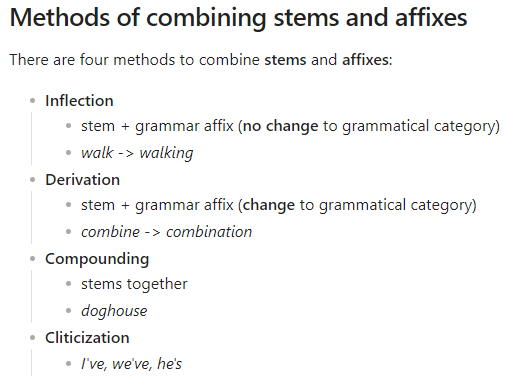 Methods of combining stems and affixes
There are four methods to combine stems and affixes:
Inflection
stem + grammar affix (no change to grammatical category)
walk -> walking
Derivation
stem + grammar affix (change to grammatical category)
combine -> combination
Compounding
stems together
doghouse
Cliticization
I've, we've, he's